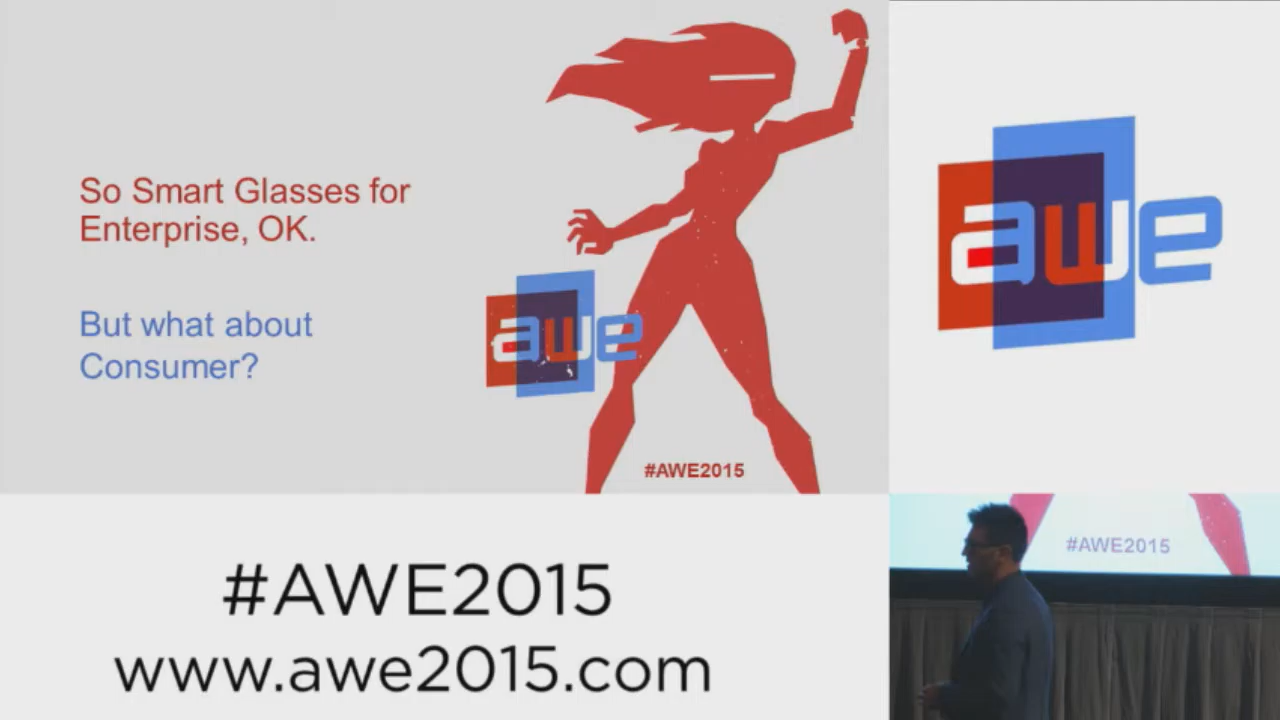 So Smart Glasses for
Enterprise, OK.
But what about
Consumer?
awe
#AWE2015
awe
#AWE2015
www.awe2015.com
#AWE2015